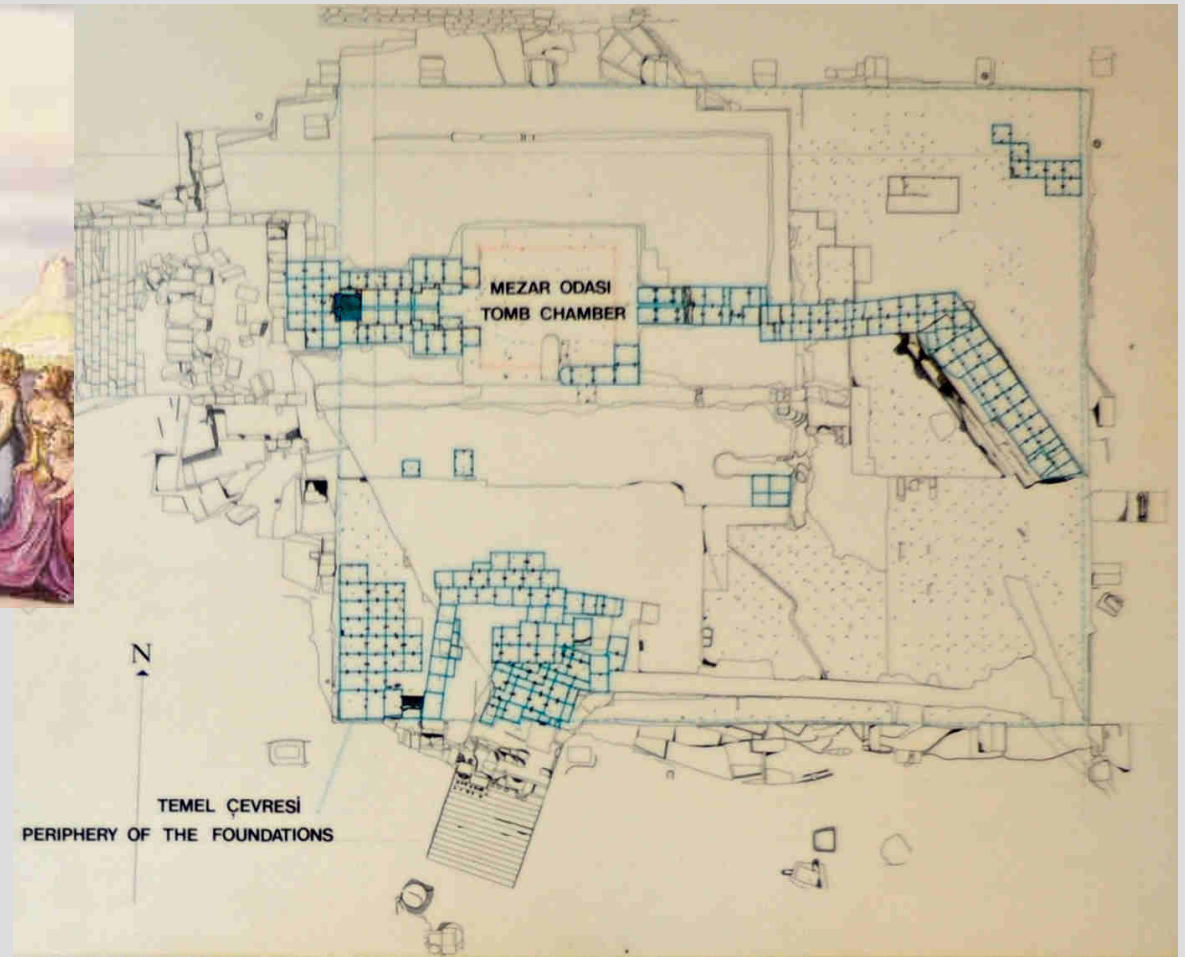 MEZAR ODASI
TOMB CHAMBER
N
TEMEL ÇEVRESİ
PERIPHERY OF THE FOUNDATIONS